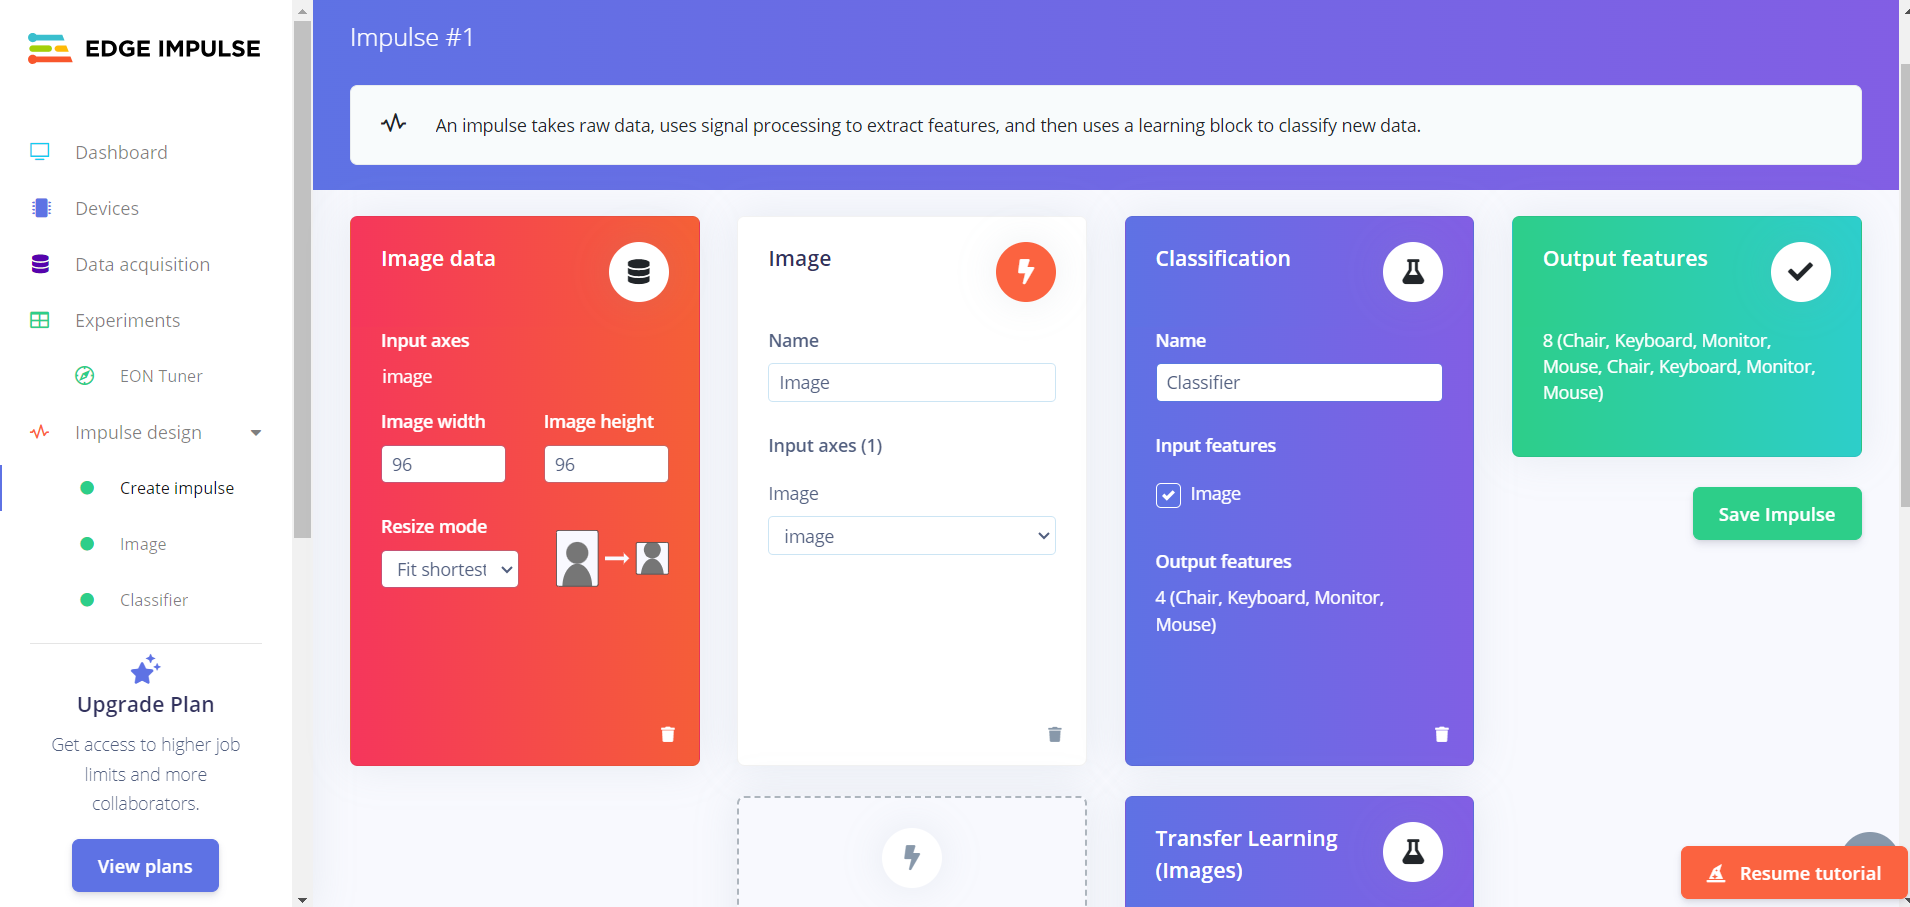 EDGE IMPULSE
Dashboard
Devices
Data acquisition
Experiments
EON Tuner
Impulse design
Create impulse
Image
Classifier
Upgrade Plan
Get access to higher job
limits and more
collaborators.
View plans
Impulse #1
An impulse takes raw data, uses signal processing to extract features, and then uses a learning block to classify new data.
Image data
Input axes
image
Image width
Image height
96
96
Resize mode
Fit shortest
Image
Name
Image
Input axes (1)
Image
image
Classification
Name
Classifier
Input features
Image
Output features
4 (Chair, Keyboard, Monitor,
Mouse)
Transfer Learning
(Images)
Output features
8 (Chair, Keyboard, Monitor,
Mouse, Chair, Keyboard, Monitor,
Mouse)
Save Impulse
Resume tutorial